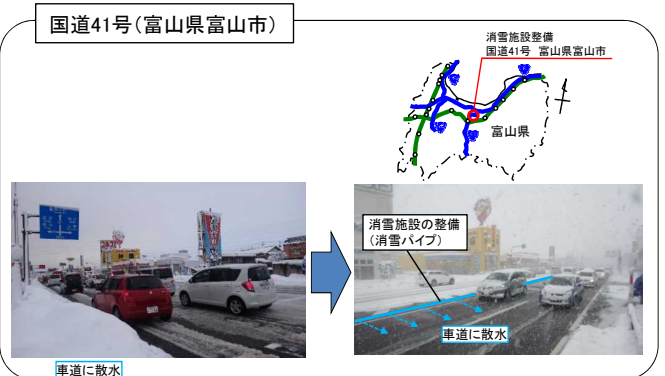 国道41号(富山県富山市)
消雪施設整備
国道41号 富山県富山市
富山県
消雪施設の整備
(消雪パイプ)
車道に散水
車道に散水